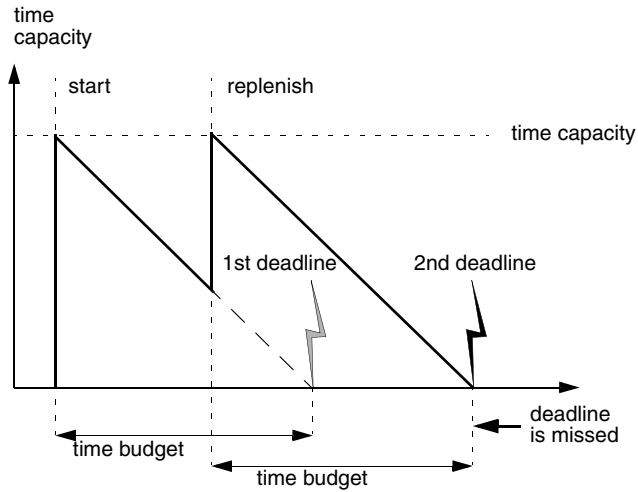 time
capacity
start
replenish
time capacity
1st deadline
2nd deadline
deadline
is missed
time budget
time budget